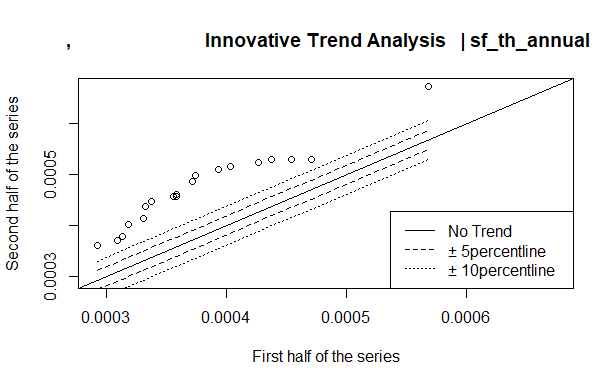 , Innovative Trend Analysis | sf_th_annual
Second half of the series
0.0005
0.0003
No Trend
± 5percentline
± 10percentline
0.0003 0.0004 0.0005 0.0006
First half of the series